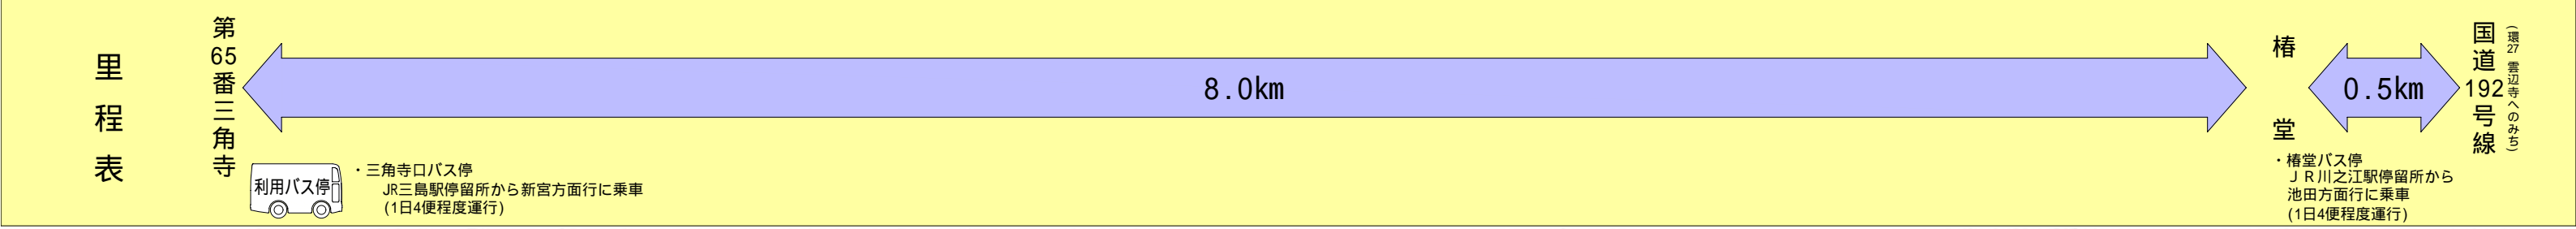 里程表
第65番三角寺
8.0km
椿堂
0.5km
国道192号線
(環27 雲辺寺へのみち)
利用バス停
・三角寺口バス停
JR三島駅停留所から新宮方面行に乗車
(1日4便程度運行)
・椿堂バス停
ＪＲ川之江駅停留所から
池田方面行に乗車
(1日4便程度運行)